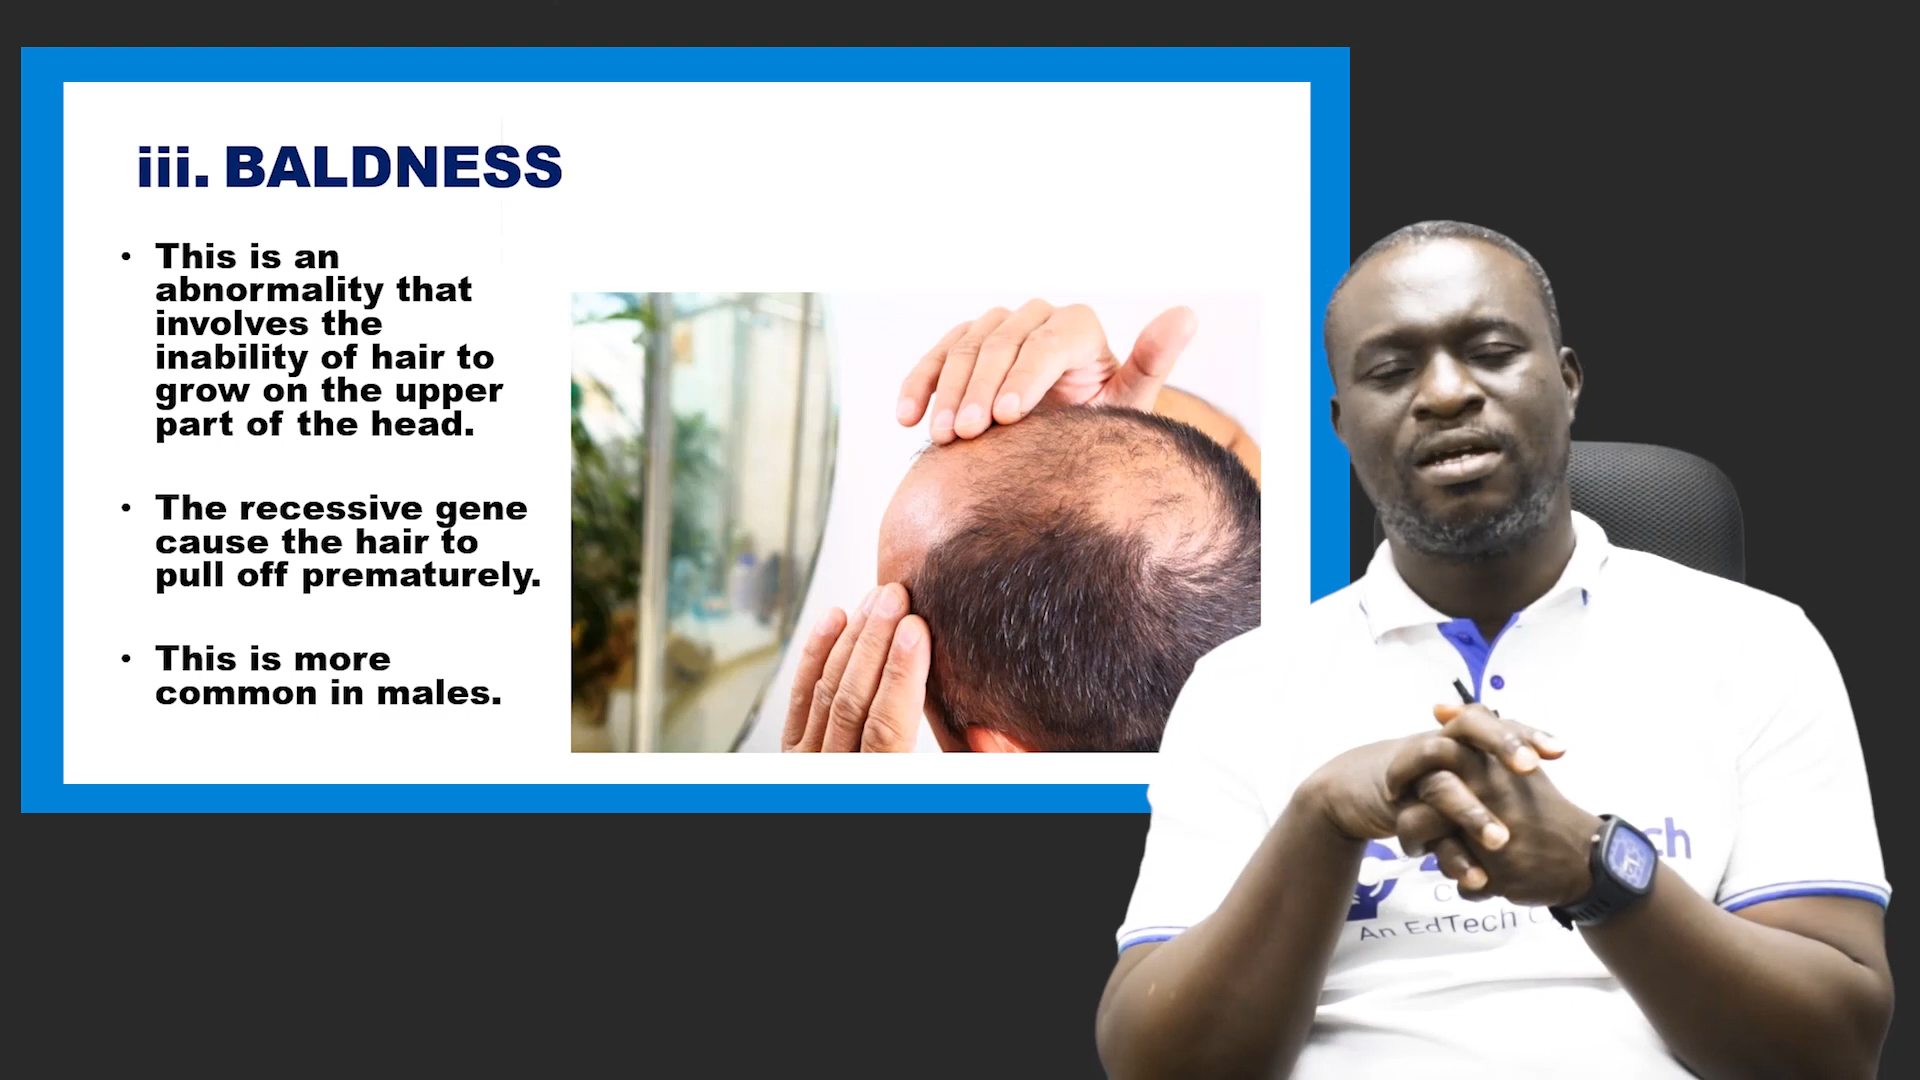 iii. BALDNESS
• This is an
abnormality that
involves the
inability of hair to
grow on the upper
part of the head.
• The recessive gene
cause the hair to
pull off prematurely.
• This is more
common in males.
ch
An EdTech C